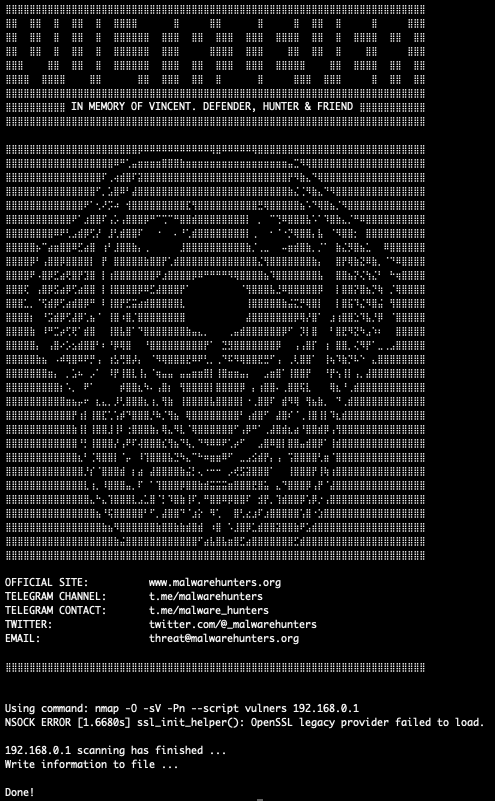 VULTRIEVER
IN MEMORY OF VINCENT. DEFENDER, HUNTER & FRIEND
OFFICIAL SITE: www.malwarehunters.org
TELEGRAM CHANNEL: t.me/malwarehunters
TELEGRAM CONTACT: t.me/malware_hunters
TWITTER: twitter.com/@_malwarehunters
EMAIL: threat@malwarehunters.org
Using command: nmap -O -sV -Pn --script vulners 192.168.0.1
NSOCK ERROR [1.6680s] ssl_init_helper(): OpenSSL legacy provider failed to load.
192.168.0.1 scanning has finished ...
Write information to file ...
Done!